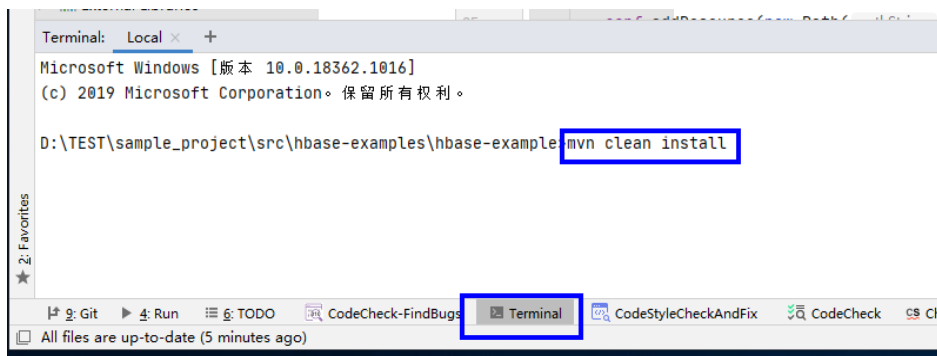 Terminal: Local × +
Microsoft Windows [版本 10.0.18362.1016]
(c) 2019 Microsoft Corporation。保留所有权利。
D:\TEST\sample_project\src\hbase-examples\hbase-example>mvn clean install
2: Favorites
9: Git 4: Run 6: TODO CodeCheck-FindBugs Terminal CodeStyleCheckAndFix CodeCheck CS
All files are up-to-date (5 minutes ago)